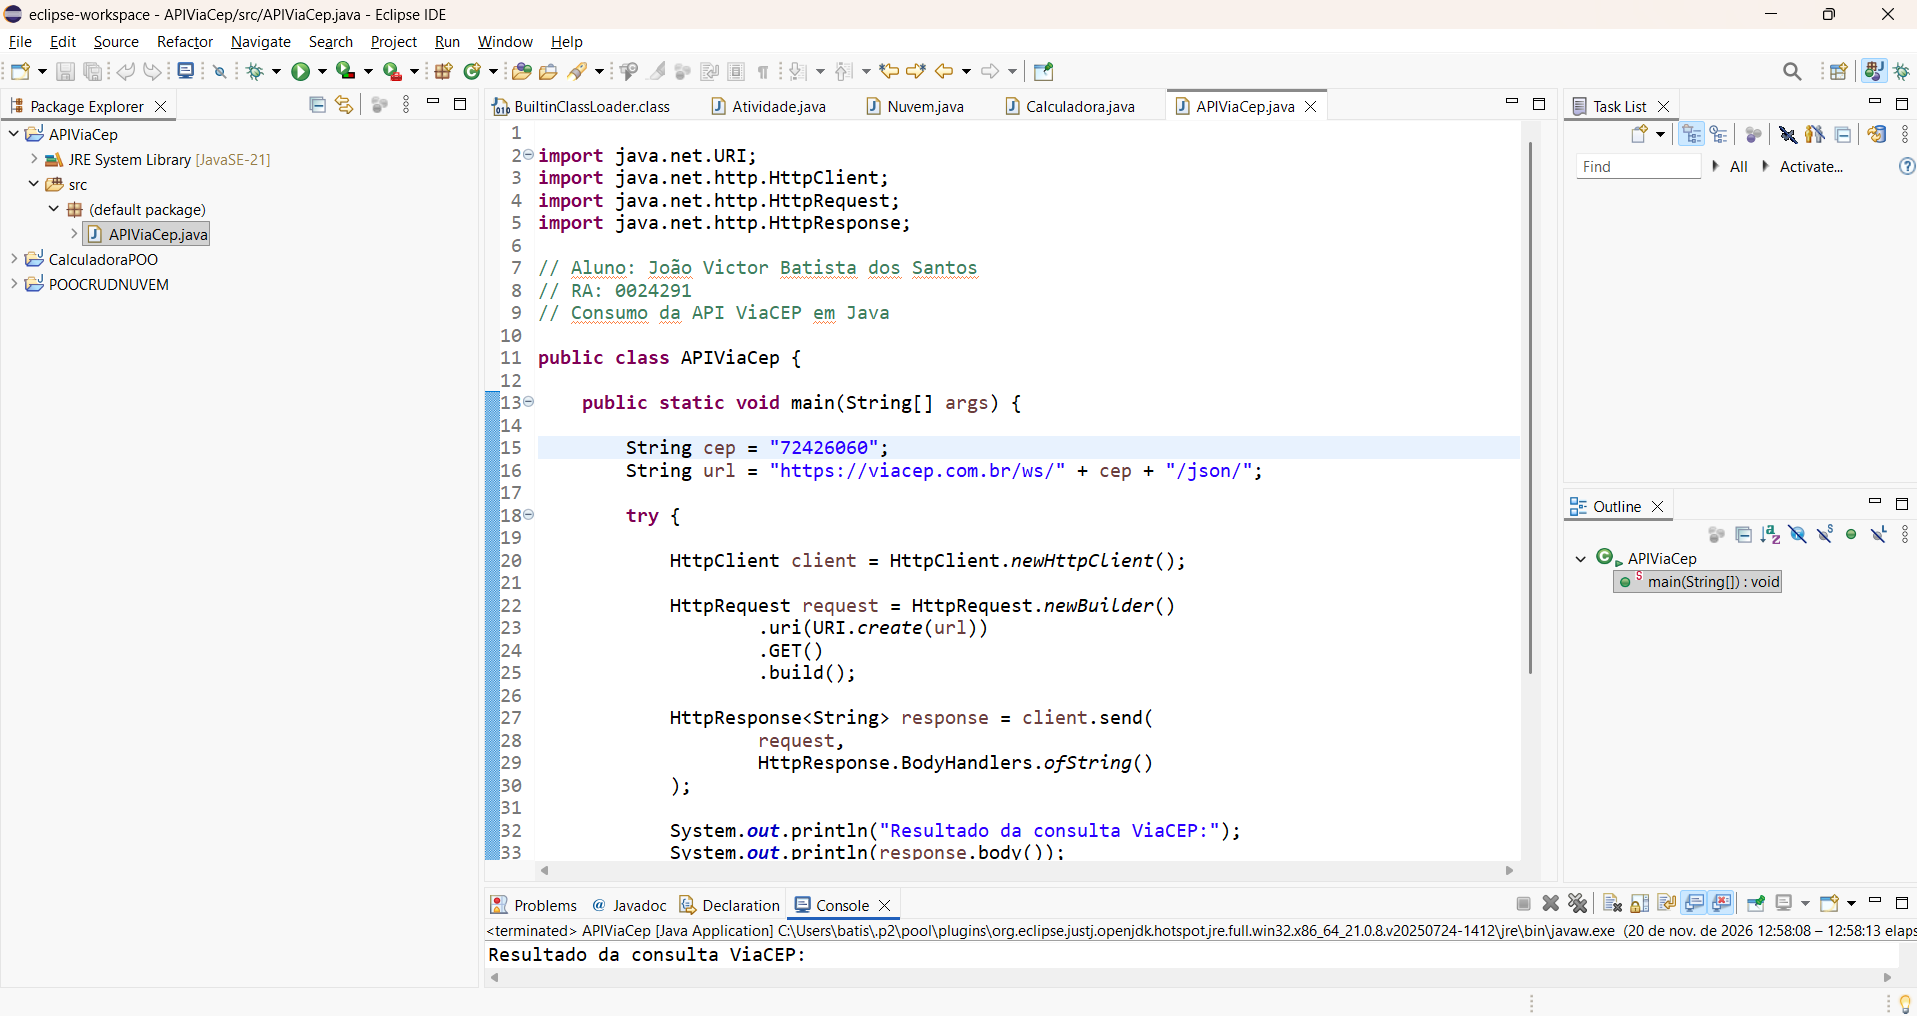 eclipse-workspace - APIViaCep/src/APIViaCep.java - Eclipse IDE
File Edit Source Refactor Navigate Search Project Run Window Help
Package Explorer
APIViaCep
JRE System Library [JavaSE-21]
src
(default package)
APIViaCep.java
CalculadoraPOO
POOCRUDNUVEM
BuiltinClassLoader.class Atividade.java Nuvem.java Calculadora.java APIViaCep.java
1
2 import java.net.URI;
3 import java.net.http.HttpClient;
4 import java.net.http.HttpRequest;
5 import java.net.http.HttpResponse;
6
7 // Aluno: João Victor Batista dos Santos
8 // RA: 0024291
9 // Consumo da API ViaCEP em Java
10
11 public class APIViaCep {
12
13 public static void main(String[] args) {
14
15 String cep = "72426060";
16 String url = "https://viacep.com.br/ws/" + cep + "/json/";
17
18 try {
19
20 HttpClient client = HttpClient.newHttpClient();
21
22 HttpRequest request = HttpRequest.newBuilder()
23 .uri(URI.create(url))
24 .GET()
25 .build();
26
27 HttpResponse<String> response = client.send(
28 request,
29 HttpResponse.BodyHandlers.ofString()
30 );
31
32 System.out.println("Resultado da consulta ViaCEP:");
33 System.out.println(response.body());
Task List
Find All Activate...
Outline
APIViaCep
main(String[]) : void
Problems Javadoc Declaration Console
<terminated> APIViaCep [Java Application] C:\Users\batis\.p2\pool\plugins\org.eclipse.justj.openjdk.hotspot.jre.full.win32.x86_64_21.0.8.v20250724-1412\jre\bin\javaw.exe (20 de nov. de 2026 12:58:08 – 12:58:13 elaps
Resultado da consulta ViaCEP: